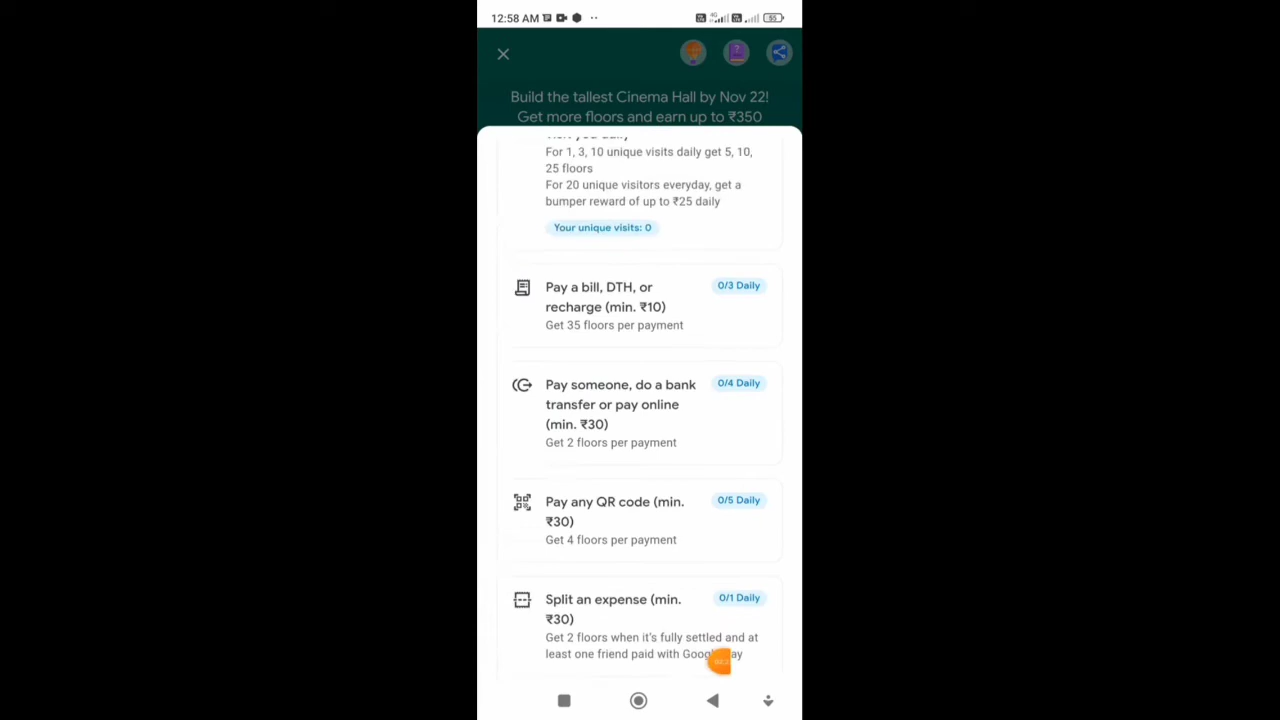 12:58 AM
4G
55
Build the tallest Cinema Hall by Nov 22!
Get more floors and earn up to ₹350
For 1, 3, 10 unique visits daily get 5, 10,
25 floors
For 20 unique visitors everyday, get a
bumper reward of up to ₹25 daily
Your unique visits: 0
Pay a bill, DTH, or
recharge (min. ₹10)
0/3 Daily
Get 35 floors per payment
Pay someone, do a bank
transfer or pay online
(min. ₹30)
0/4 Daily
Get 2 floors per payment
Pay any QR code (min.
₹30)
0/5 Daily
Get 4 floors per payment
Split an expense (min.
₹30)
0/1 Daily
Get 2 floors when it's fully settled and at
least one friend paid with